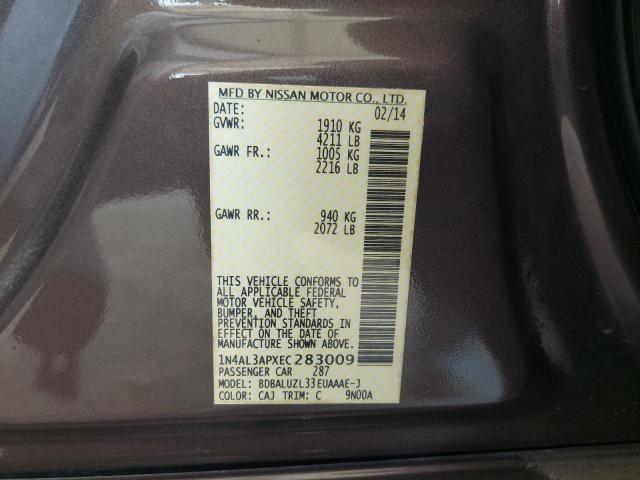 MFD BY NISSAN MOTOR CO., LTD.
DATE: 02/14
GVWR: 1910 KG
4211 LB
GAWR FR.: 1005 KG
2216 LB
GAWR RR.: 940 KG
2072 LB
THIS VEHICLE CONFORMS TO
ALL APPLICABLE FEDERAL
MOTOR VEHICLE SAFETY,
BUMPER, AND THEFT
PREVENTION STANDARDS IN
EFFECT ON THE DATE OF
MANUFACTURE SHOWN ABOVE.
1N4AL3APXEC283009
PASSENGER CAR 287
MODEL: BDBALUZL33EUAAAE-J
COLOR: CAJ TRIM: C 9N00A